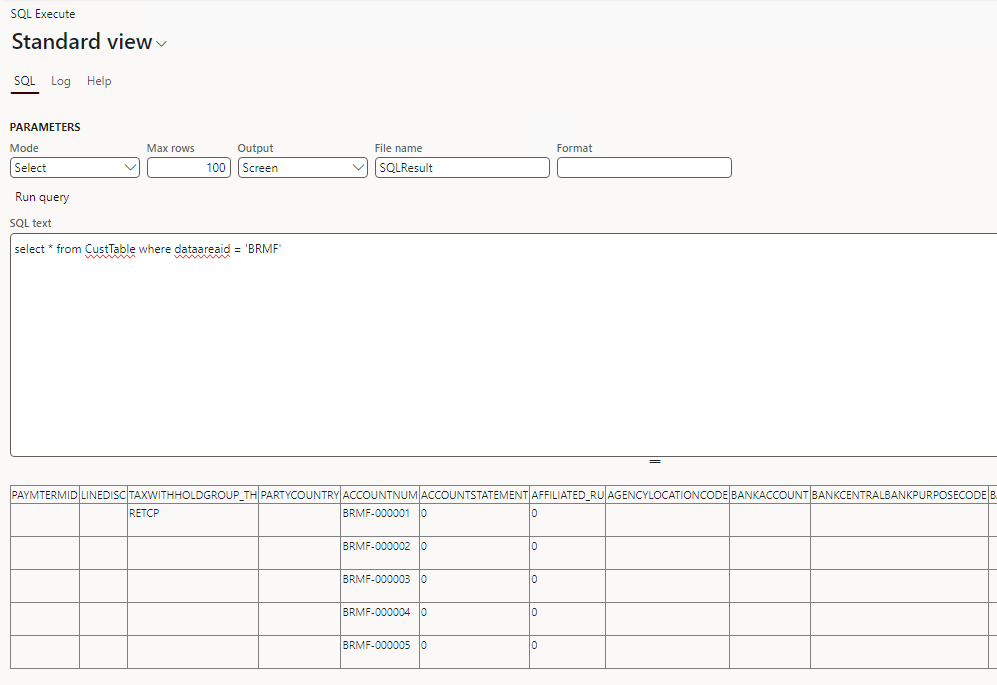 SQL Execute
Standard view
SQL Log Help
PARAMETERS
Mode Max rows Output File name Format
Select 100 Screen SQLResult
Run query
SQL text
select * from CustTable where dataareaid = 'BRMF'
PAYMTERMID LINEDISC TAXWITHHOLDGROUP_TH PARTYCOUNTRY ACCOUNTNUM ACCOUNTSTATEMENT AFFILIATED_RU AGENCYLOCATIONCODE BANKACCOUNT BANKCENTRALBANKPURPOSECODE
RETCP BRMF-000001 0 0
BRMF-000002 0 0
BRMF-000003 0 0
BRMF-000004 0 0
BRMF-000005 0 0